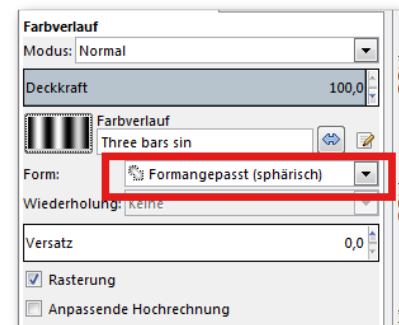 Farbverlauf
Modus: Normal
Deckkraft 100,0
Farbverlauf
Three bars sin
Form: Formangepasst (sphärisch)
Wiederholung: Keine
Versatz 0,0
Rasterung
Anpassende Hochrechnung